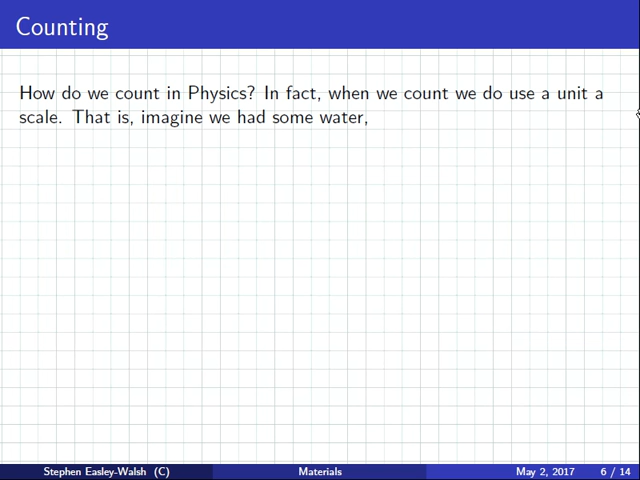 Counting
How do we count in Physics? In fact, when we count we do use a unit a
scale. That is, imagine we had some water,
Stephen Easley-Walsh (C) Materials May 2, 2017 6 / 14